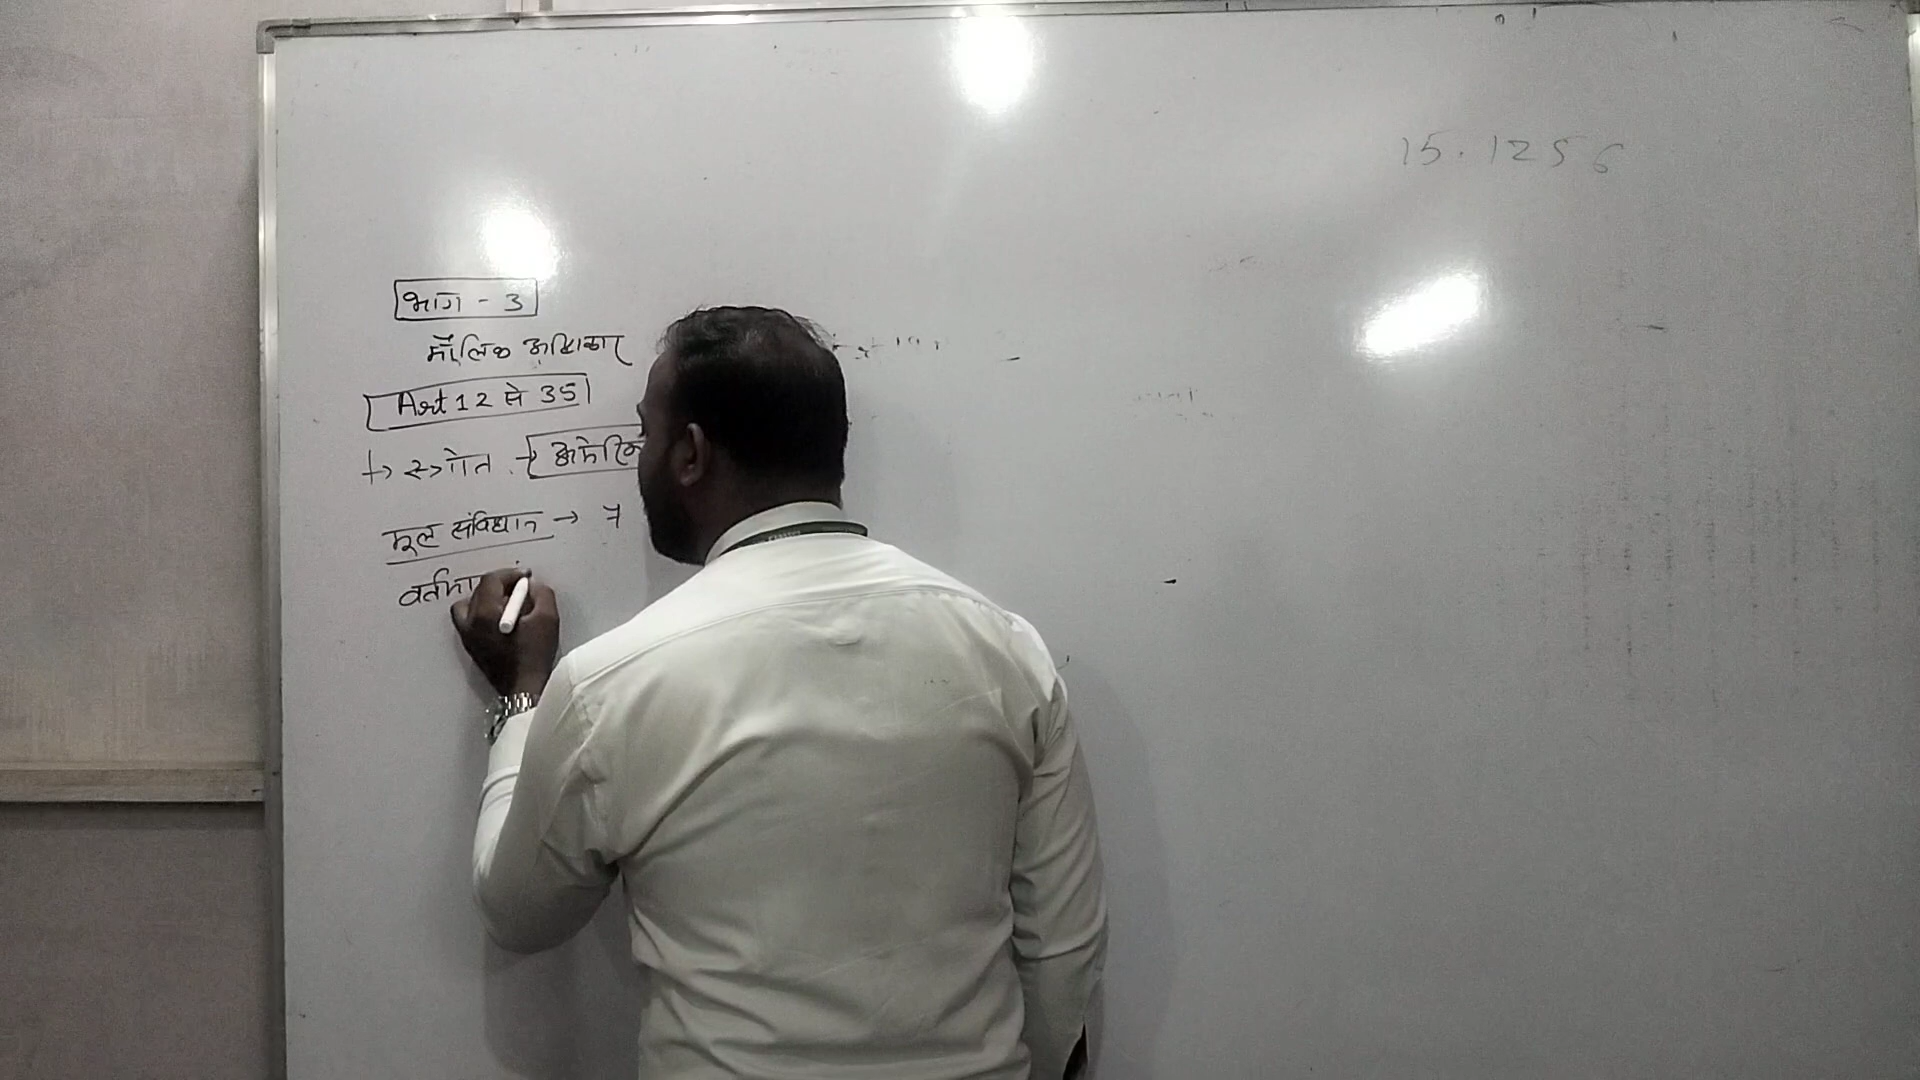 15.1256
भाग - 3
मौलिक अधिकार
Art 12 से 35
↳ स्त्रोत → अमेरिक
मूल संविधान → 7
वर्तमा